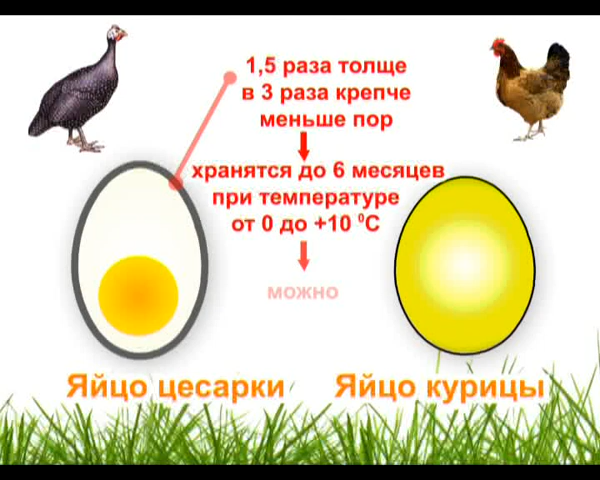 1,5 раза толще
в 3 раза крепче
меньше пор
хранятся до 6 месяцев
при температуре
от 0 до +10 ⁰С
можно
Яйцо цесарки
Яйцо курицы